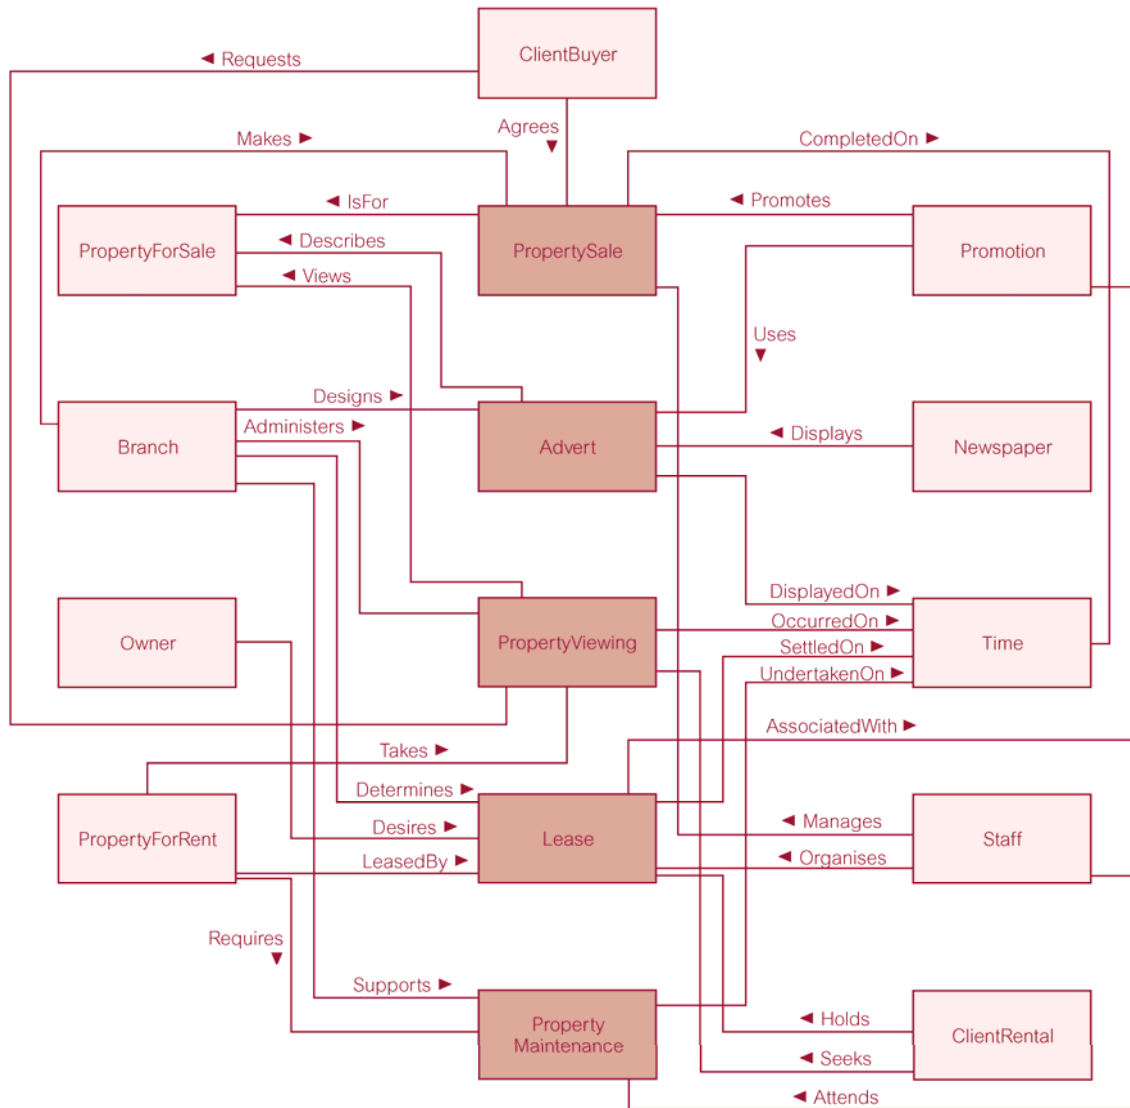 ClientBuyer
◄ Requests
Agrees
▼
Makes ►
CompletedOn ►
◄ IsFor
◄ Promotes
PropertyForSale
◄ Describes
PropertySale
Promotion
◄ Views
Uses
▼
Designs ►
Administers ►
Branch
Advert
◄ Displays
Newspaper
DisplayedOn ►
OccurredOn ►
Owner
PropertyViewing
SettledOn ►
Time
UndertakenOn ►
AssociatedWith ►
Takes ►
Determines ►
PropertyForRent
Desires ►
Lease
◄ Manages
Staff
LeasedBy ►
◄ Organises
Requires
▼
Supports ►
Property
Maintenance
◄ Holds
ClientRental
◄ Seeks
◄ Attends